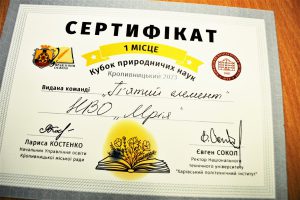 СЕРТИФІКАТ
1 МІСЦЕ
Кубок природничих наук
Кропивницький 2023
Видана команді „П'ятий елемент"
НВО „Мрія"
Лариса КОСТЕНКО
Начальник Управління освіти
Кропивницької міської ради
Євген СОКОЛ
Ректор Національного
технічного університету
"Харківський політехнічний інститут"